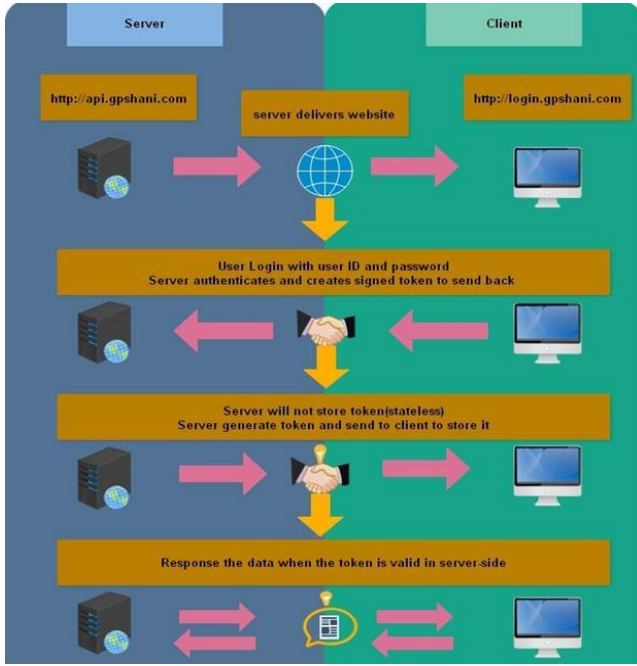 Server
Client
http://api.gpshani.com
server delivers website
http://login.gpshani.com
User Login with user ID and password
Server authenticates and creates signed token to send back
Server will not store token(stateless)
Server generate token and send to client to store it
Response the data when the token is valid in server-side